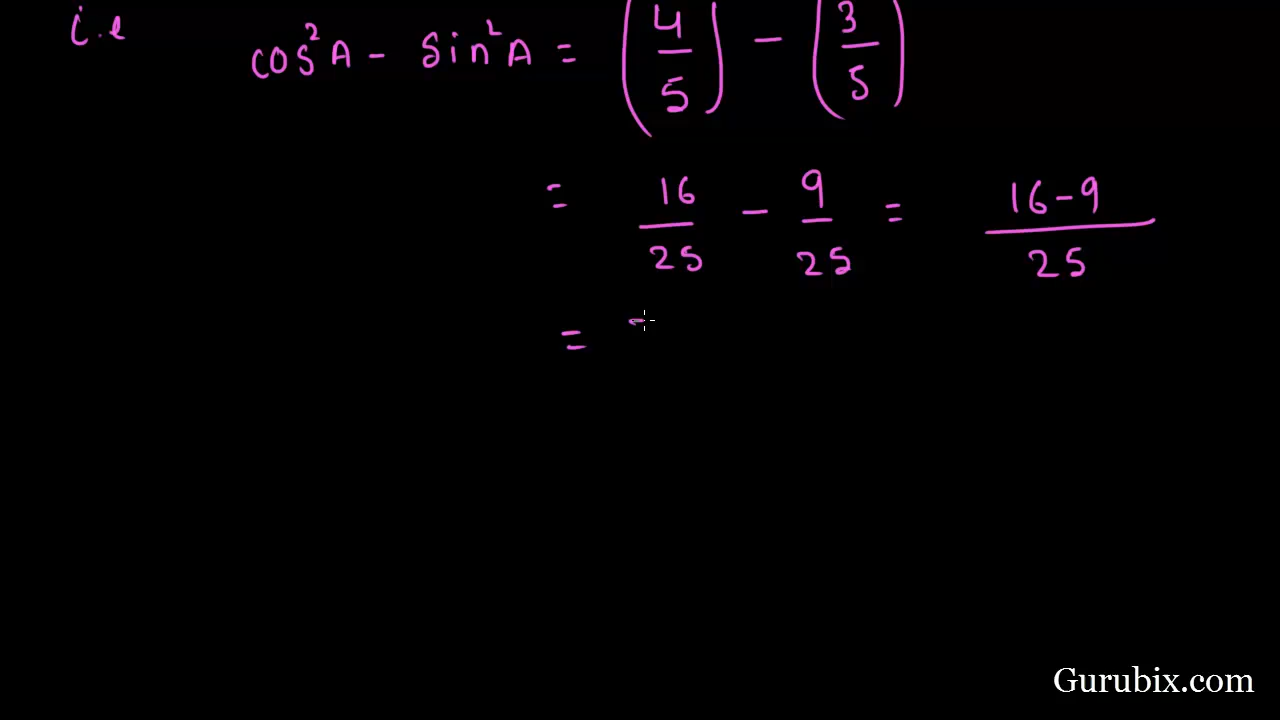 i.e cos²A - sin²A = (4/5) - (3/5)
= 16/25 - 9/25 = 16-9/25
=
Gurubix.com